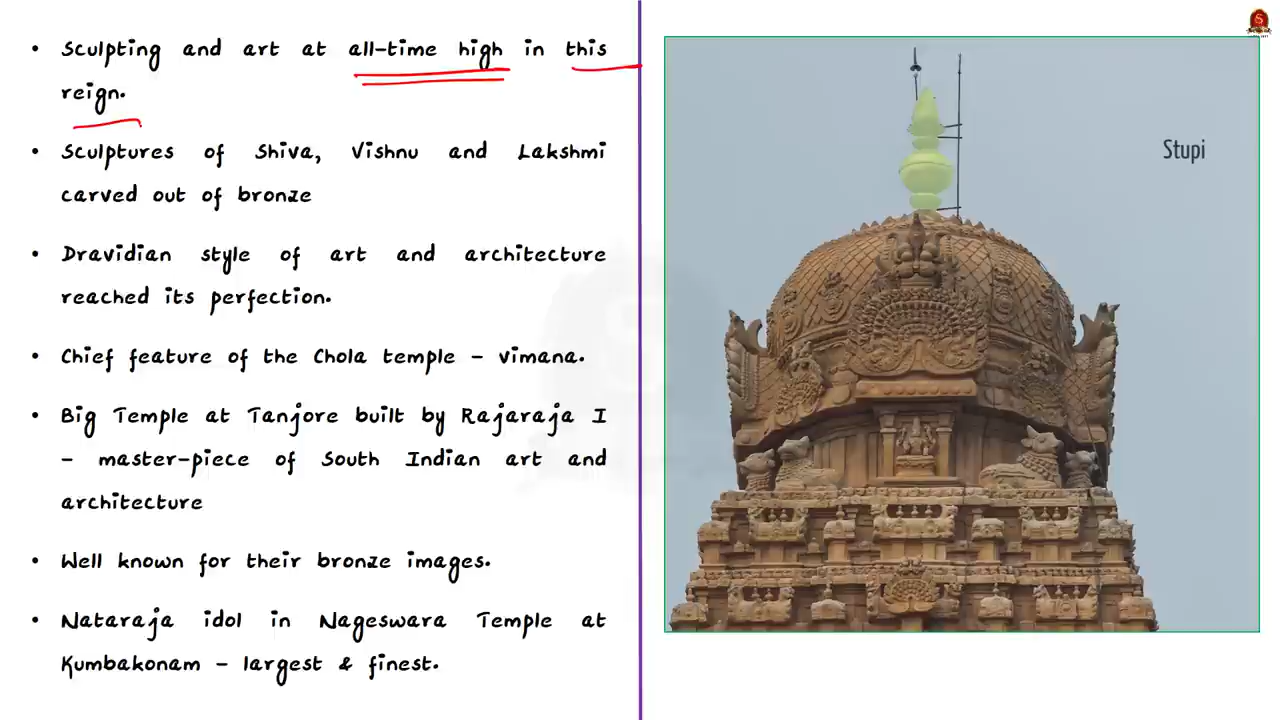 • Sculpting and art at all-time high in this
reign.
• Sculptures of Shiva, Vishnu and Lakshmi
carved out of bronze
• Dravidian style of art and architecture
reached its perfection.
• Chief feature of the Chola temple – vimana.
• Big Temple at Tanjore built by Rajaraja I
– master-piece of South Indian art and
architecture
• Well known for their bronze images.
• Nataraja idol in Nageswara Temple at
Kumbakonam – largest & finest.
Stupi